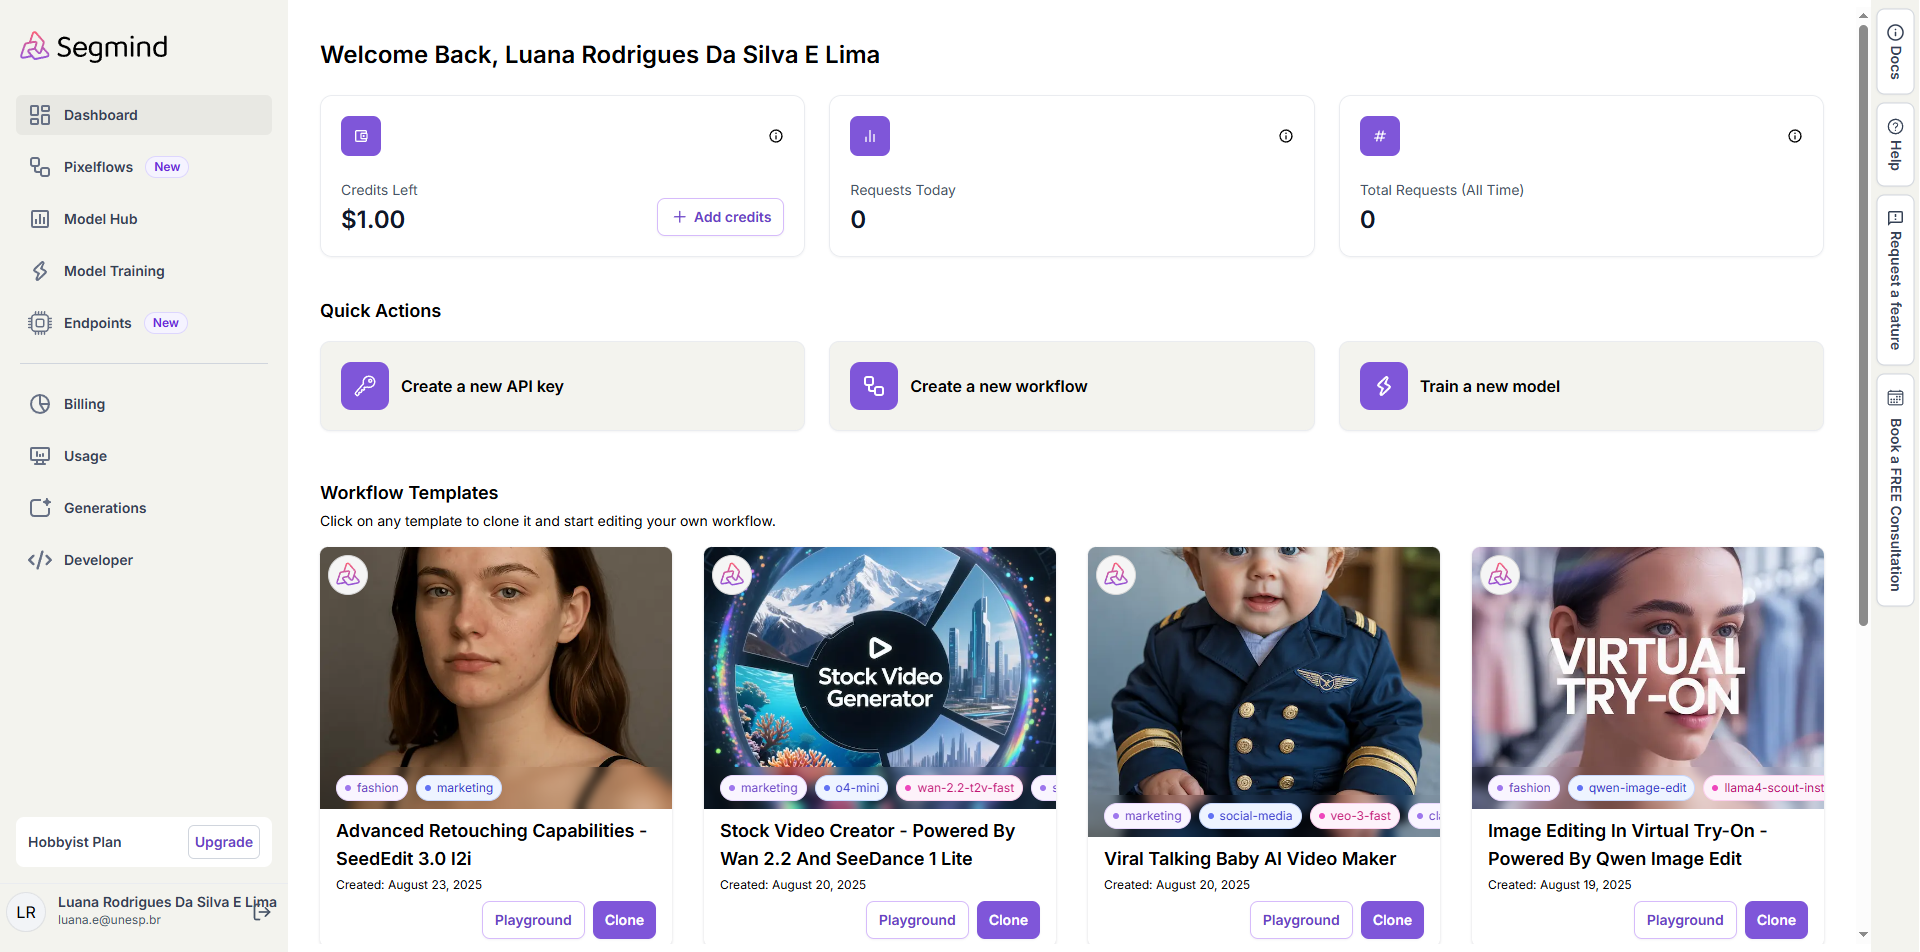 Segmind
Dashboard
Pixelflows New
Model Hub
Model Training
Endpoints New
Billing
Usage
Generations
Developer
Hobbyist Plan
Upgrade
LR
Luana Rodrigues Da Silva E Lima
luana.e@unesp.br
Welcome Back, Luana Rodrigues Da Silva E Lima
Credits Left
$1.00
Add credits
Requests Today
0
#
Total Requests (All Time)
0
Quick Actions
Create a new API key
Create a new workflow
Train a new model
Workflow Templates
Click on any template to clone it and start editing your own workflow.
fashion
marketing
Advanced Retouching Capabilities -
SeedEdit 3.0 I2i
Created: August 23, 2025
Playground
Clone
Stock Video
Generator
marketing
o4-mini
wan-2.2-t2v-fast
s
Stock Video Creator - Powered By
Wan 2.2 And SeeDance 1 Lite
Created: August 20, 2025
Playground
Clone
marketing
social-media
veo-3-fast
cla
Viral Talking Baby AI Video Maker
Created: August 20, 2025
Playground
Clone
VIRTUAL
TRY-ON
fashion
qwen-image-edit
llama4-scout-inst
Image Editing In Virtual Try-On -
Powered By Qwen Image Edit
Created: August 19, 2025
Playground
Clone
Docs
Help
Request a feature
Book a FREE Consultation